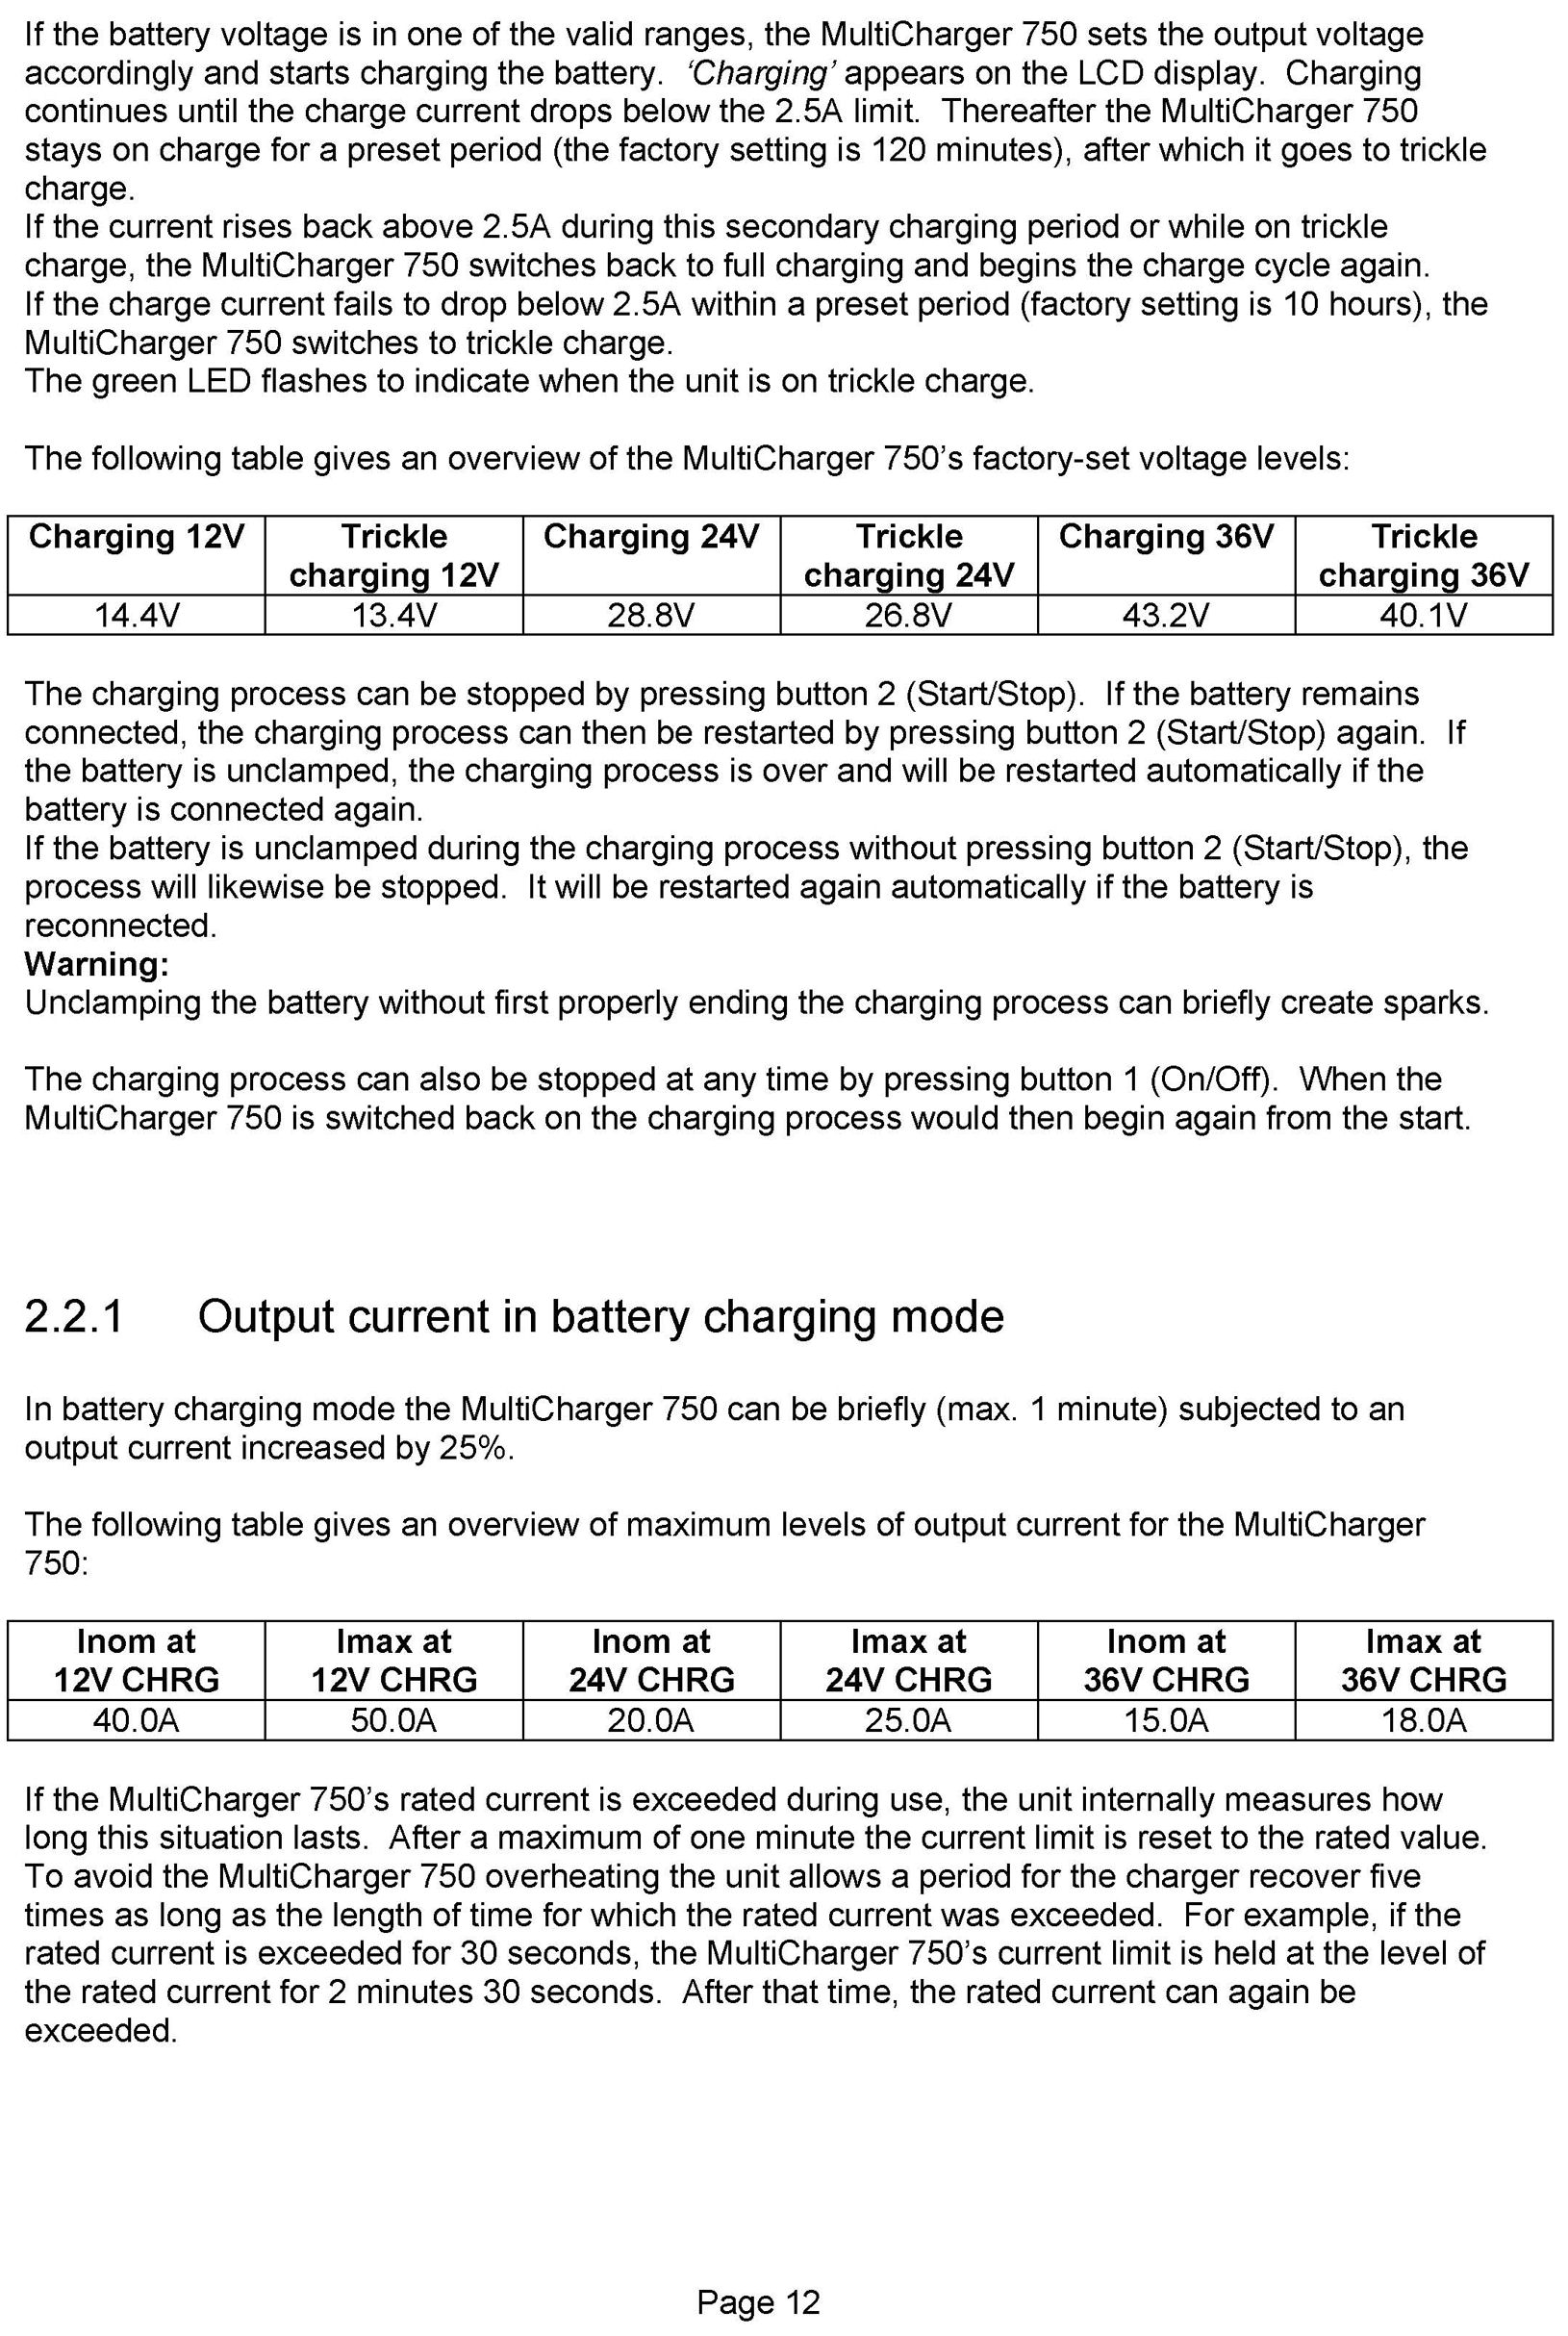 If the battery voltage is in one of the valid ranges, the MultiCharger 750 sets the output voltage
accordingly and starts charging the battery.  ‘Charging’ appears on the LCD display.  Charging
continues until the charge current drops below the 2.5A limit.  Thereafter the MultiCharger 750
stays on charge for a preset period (the factory setting is 120 minutes), after which it goes to trickle
charge.
If the current rises back above 2.5A during this secondary charging period or while on trickle
charge, the MultiCharger 750 switches back to full charging and begins the charge cycle again.
If the charge current fails to drop below 2.5A within a preset period (factory setting is 10 hours), the
MultiCharger 750 switches to trickle charge.
The green LED flashes to indicate when the unit is on trickle charge.
The following table gives an overview of the MultiCharger 750’s factory-set voltage levels:
Charging 12V Trickle Charging 24V Trickle Charging 36V Trickle
charging 12V charging 24V charging 36V
14.4V 13.4V 28.8V 26.8V 43.2V 40.1V
The charging process can be stopped by pressing button 2 (Start/Stop).  If the battery remains
connected, the charging process can then be restarted by pressing button 2 (Start/Stop) again.  If
the battery is unclamped, the charging process is over and will be restarted automatically if the
battery is connected again.
If the battery is unclamped during the charging process without pressing button 2 (Start/Stop), the
process will likewise be stopped.  It will be restarted again automatically if the battery is
reconnected.
Warning:
Unclamping the battery without first properly ending the charging process can briefly create sparks.
The charging process can also be stopped at any time by pressing button 1 (On/Off).  When the
MultiCharger 750 is switched back on the charging process would then begin again from the start.
2.2.1 Output current in battery charging mode
In battery charging mode the MultiCharger 750 can be briefly (max. 1 minute) subjected to an
output current increased by 25%.
The following table gives an overview of maximum levels of output current for the MultiCharger
750:
Inom at Imax at Inom at Imax at Inom at Imax at
12V CHRG 12V CHRG 24V CHRG 24V CHRG 36V CHRG 36V CHRG
40.0A 50.0A 20.0A 25.0A 15.0A 18.0A
If the MultiCharger 750’s rated current is exceeded during use, the unit internally measures how
long this situation lasts.  After a maximum of one minute the current limit is reset to the rated value.
To avoid the MultiCharger 750 overheating the unit allows a period for the charger recover five
times as long as the length of time for which the rated current was exceeded.  For example, if the
rated current is exceeded for 30 seconds, the MultiCharger 750’s current limit is held at the level of
the rated current for 2 minutes 30 seconds.  After that time, the rated current can again be
exceeded.
Page 12